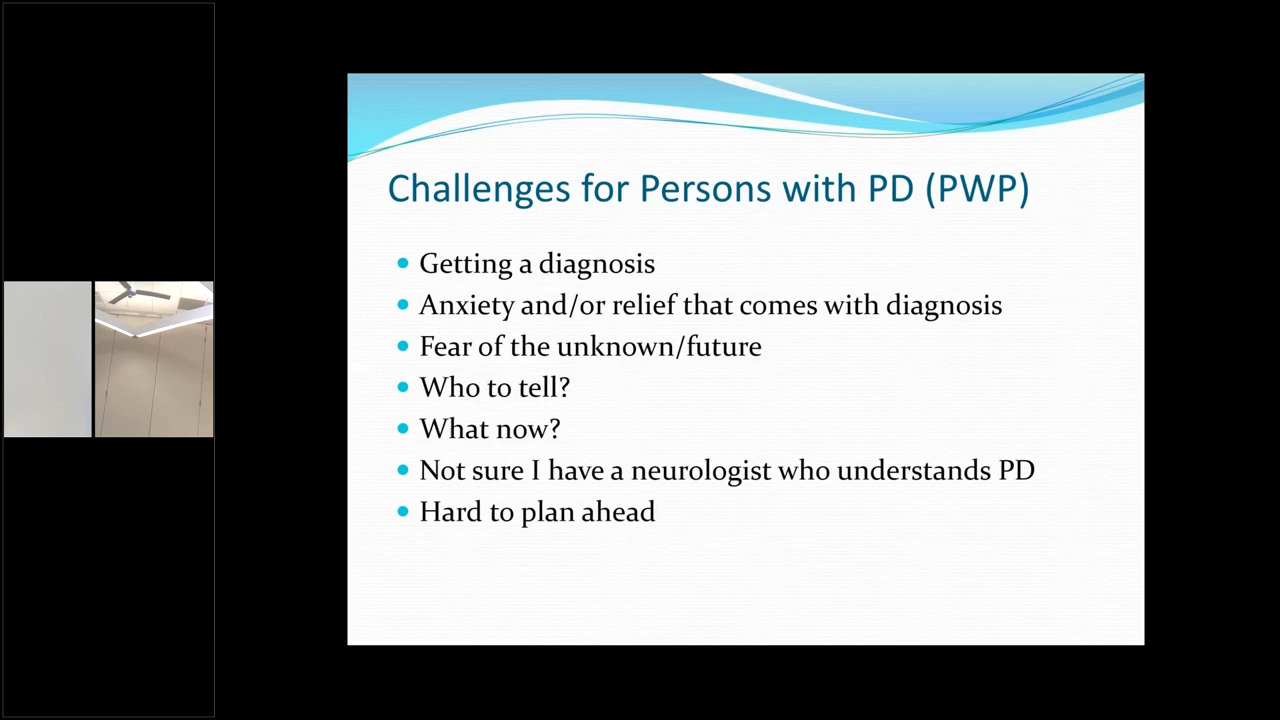 Challenges for Persons with PD (PWP)
Getting a diagnosis
Anxiety and/or relief that comes with diagnosis
Fear of the unknown/future
Who to tell?
What now?
Not sure I have a neurologist who understands PD
Hard to plan ahead